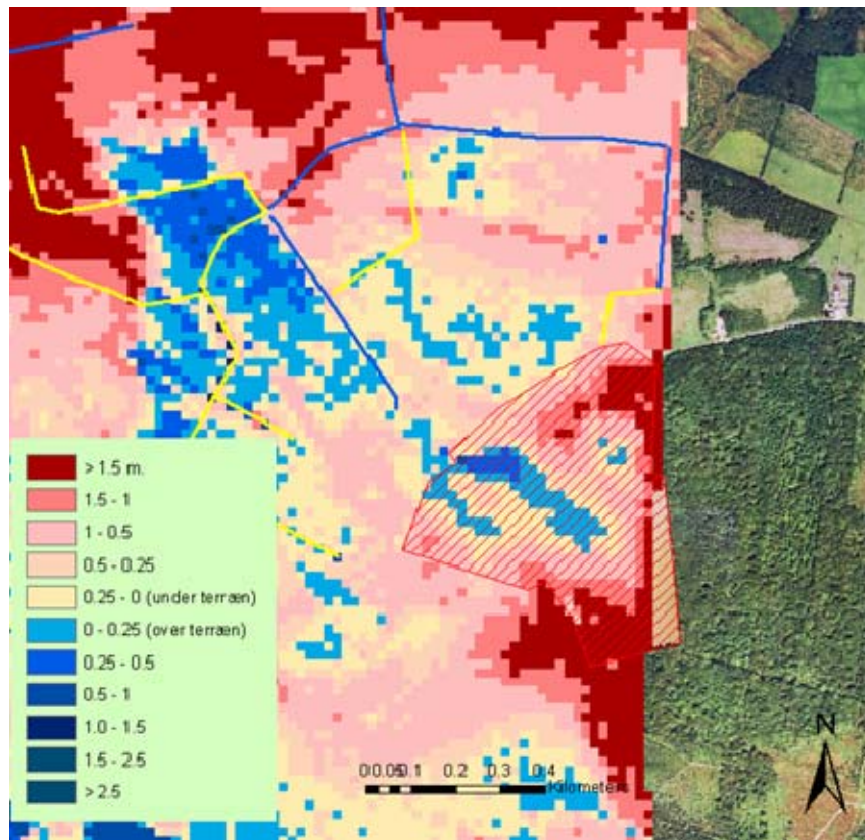 > 1.5 m.
1.5 - 1
1 - 0.5
0.5 - 0.25
0.25 - 0 (under terræn)
0 - 0.25 (over terræn)
0.25 - 0.5
0.5 - 1
1.0 - 1.5
1.5 - 2.5
> 2.5
N
00.050.1 0.2 0.3 0.4
Kilometers